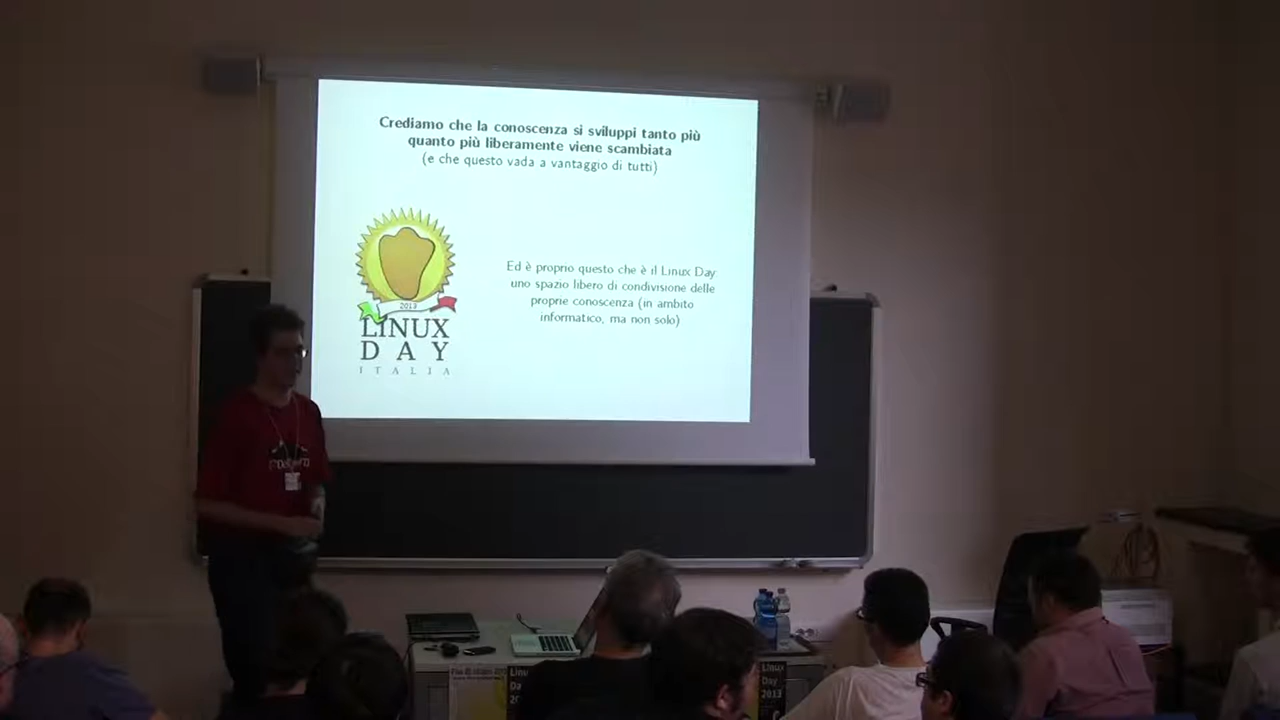 Crediamo che la conoscenza si sviluppi tanto più
quanto più liberamente viene scambiata
(e che questo vada a vantaggio di tutti)
Ed è proprio questo che è il Linux Day
uno spazio libero di condivisione delle
proprie conoscenza (in ambito
informatico, ma non solo)
2013
LINUX
DAY
ITALIA
Linux
Day
2013